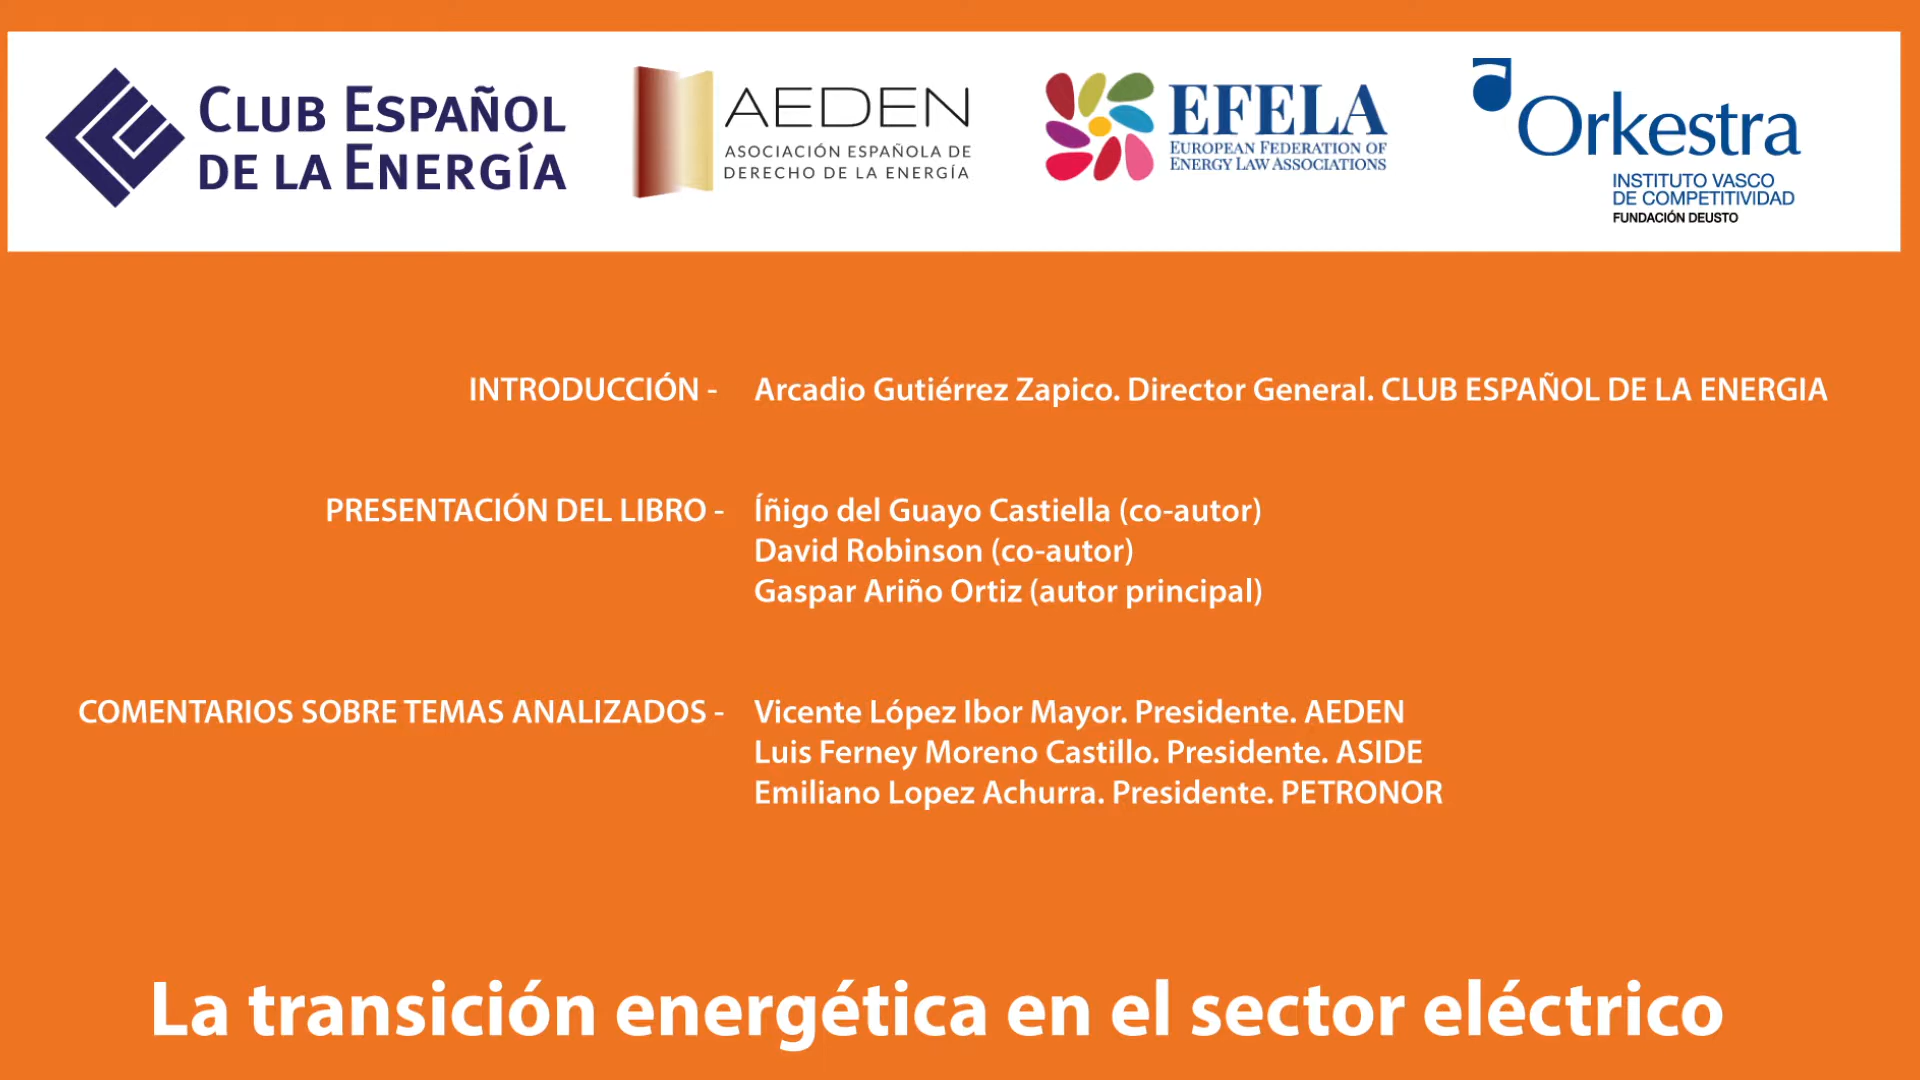 CLUB ESPAÑOL
DE LA ENERGÍA
AEDEN
ASOCIACIÓN ESPAÑOLA DE
DERECHO DE LA ENERGÍA
EFELA
EUROPEAN FEDERATION OF
ENERGY LAW ASSOCIATIONS
Orkestra
INSTITUTO VASCO
DE COMPETITIVIDAD
FUNDACIÓN DEUSTO
INTRODUCCIÓN - Arcadio Gutiérrez Zapico. Director General. CLUB ESPAÑOL DE LA ENERGIA
PRESENTACIÓN DEL LIBRO - Íñigo del Guayo Castiella (co-autor)
David Robinson (co-autor)
Gaspar Ariño Ortiz (autor principal)
COMENTARIOS SOBRE TEMAS ANALIZADOS - Vicente López Ibor Mayor. Presidente. AEDEN
Luis Ferney Moreno Castillo. Presidente. ASIDE
Emiliano Lopez Achurra. Presidente. PETRONOR
La transición energética en el sector eléctrico